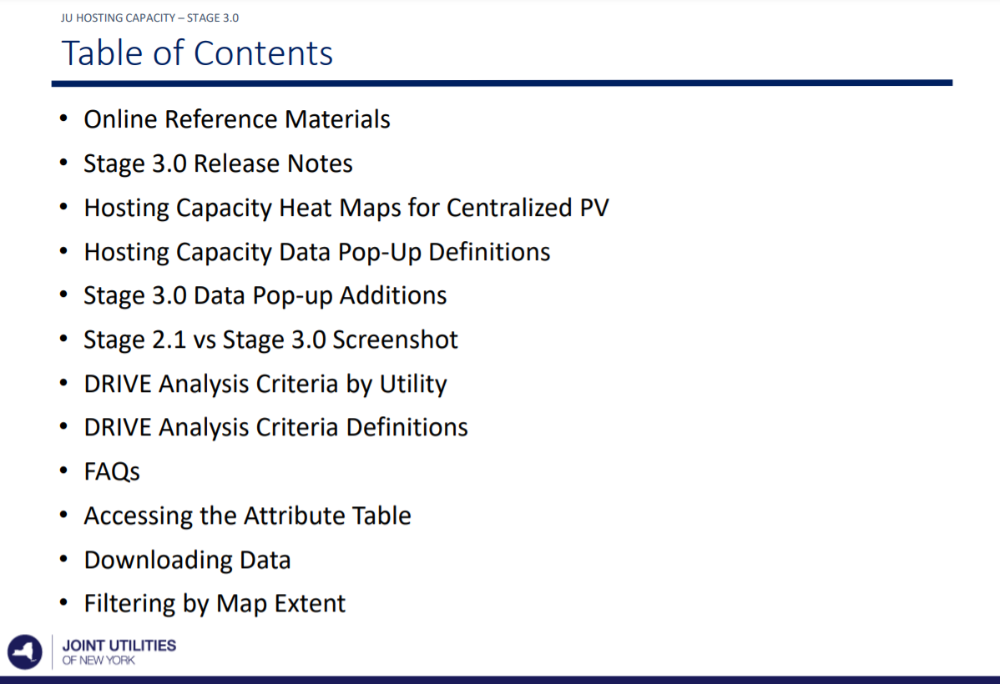 JU HOSTING CAPACITY – STAGE 3.0
Table of Contents
• Online Reference Materials
• Stage 3.0 Release Notes
• Hosting Capacity Heat Maps for Centralized PV
• Hosting Capacity Data Pop-Up Definitions
• Stage 3.0 Data Pop-up Additions
• Stage 2.1 vs Stage 3.0 Screenshot
• DRIVE Analysis Criteria by Utility
• DRIVE Analysis Criteria Definitions
• FAQs
• Accessing the Attribute Table
• Downloading Data
• Filtering by Map Extent
JOINT UTILITIES
OF NEW YORK